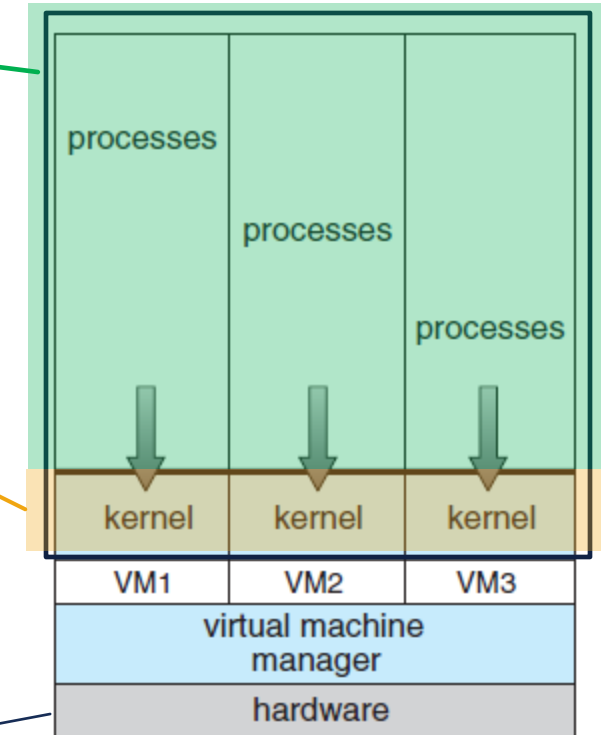 processes
processes
processes
kernel kernel kernel
VM1 VM2 VM3
virtual machine
manager
hardware